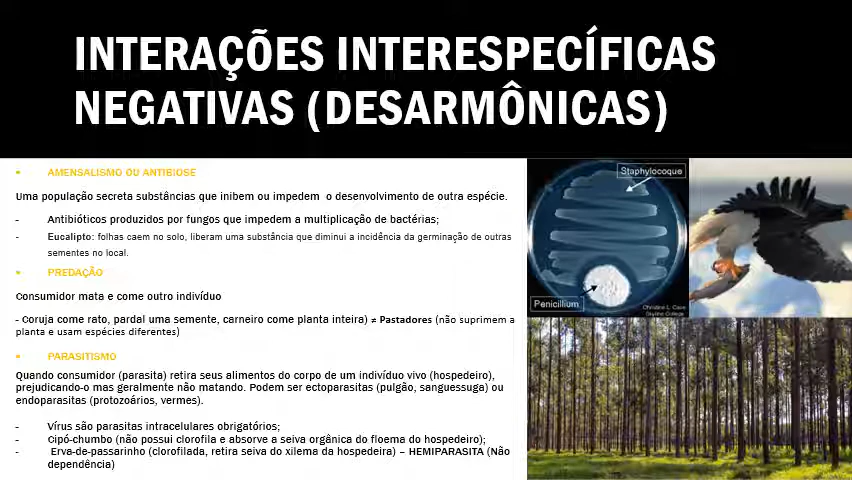 INTERAÇÕES INTERESPECÍFICAS
NEGATIVAS (DESARMÔNICAS)
• AMENSALISMO OU ANTIBIOSE
Uma população secreta substâncias que inibem ou impedem o desenvolvimento de outra espécie.
- Antibióticos produzidos por fungos que impedem a multiplicação de bactérias;
- Eucalipto: folhas caem no solo, liberam uma substância que diminui a incidência da germinação de outras
sementes no local.
• PREDAÇÃO
Consumidor mata e come outro indivíduo
- Coruja come rato, pardal uma semente, carneiro come planta inteira) ≠ Pastadores (não suprimem a
planta e usam espécies diferentes)
• PARASITISMO
Quando consumidor (parasita) retira seus alimentos do corpo de um indivíduo vivo (hospedeiro),
prejudicando-o mas geralmente não matando. Podem ser ectoparasitas (pulgão, sanguessuga) ou
endoparasitas (protozoários, vermes).
- Vírus são parasitas intracelulares obrigatórios;
- Cipó-chumbo (não possui clorofila e absorve a seiva orgânica do floema do hospedeiro);
- Erva-de-passarinho (clorofilada, retira seiva do xilema da hospedeira) – HEMIPARASITA (Não
dependência)
Staphylocoque
Penicillium
Christine L. Case
Skyline College